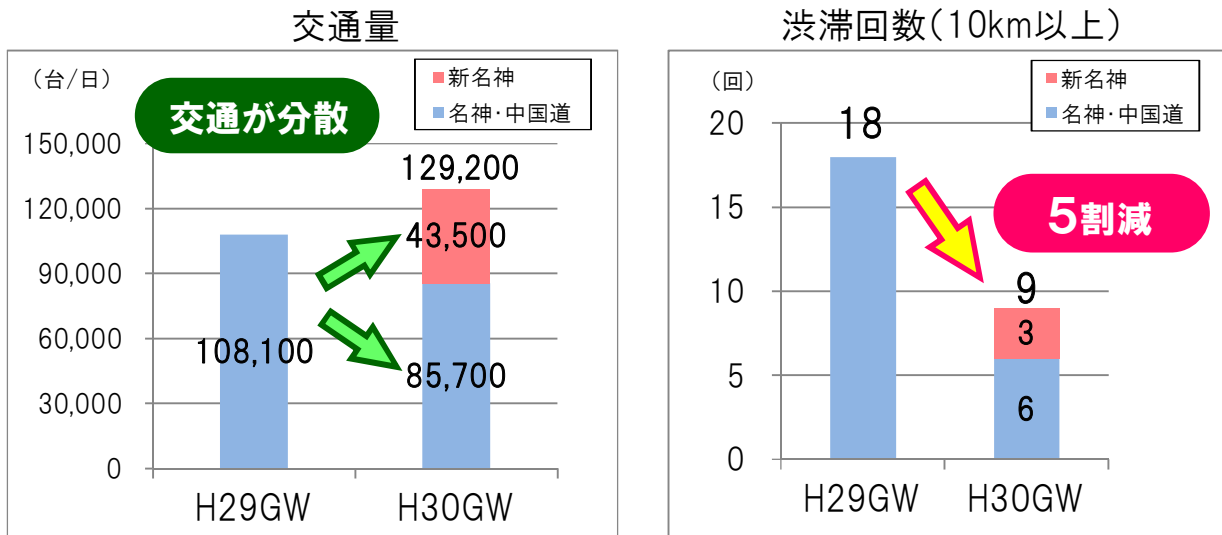 交通量
(台/日)
新名神
名神・中国道
交通が分散
150,000
120,000
90,000
60,000
30,000
0
129,200
43,500
108,100
85,700
H29GW
H30GW
渋滞回数(10km以上)
(回)
新名神
名神・中国道
20
15
10
5
0
18
5割減
9
3
6
H29GW
H30GW